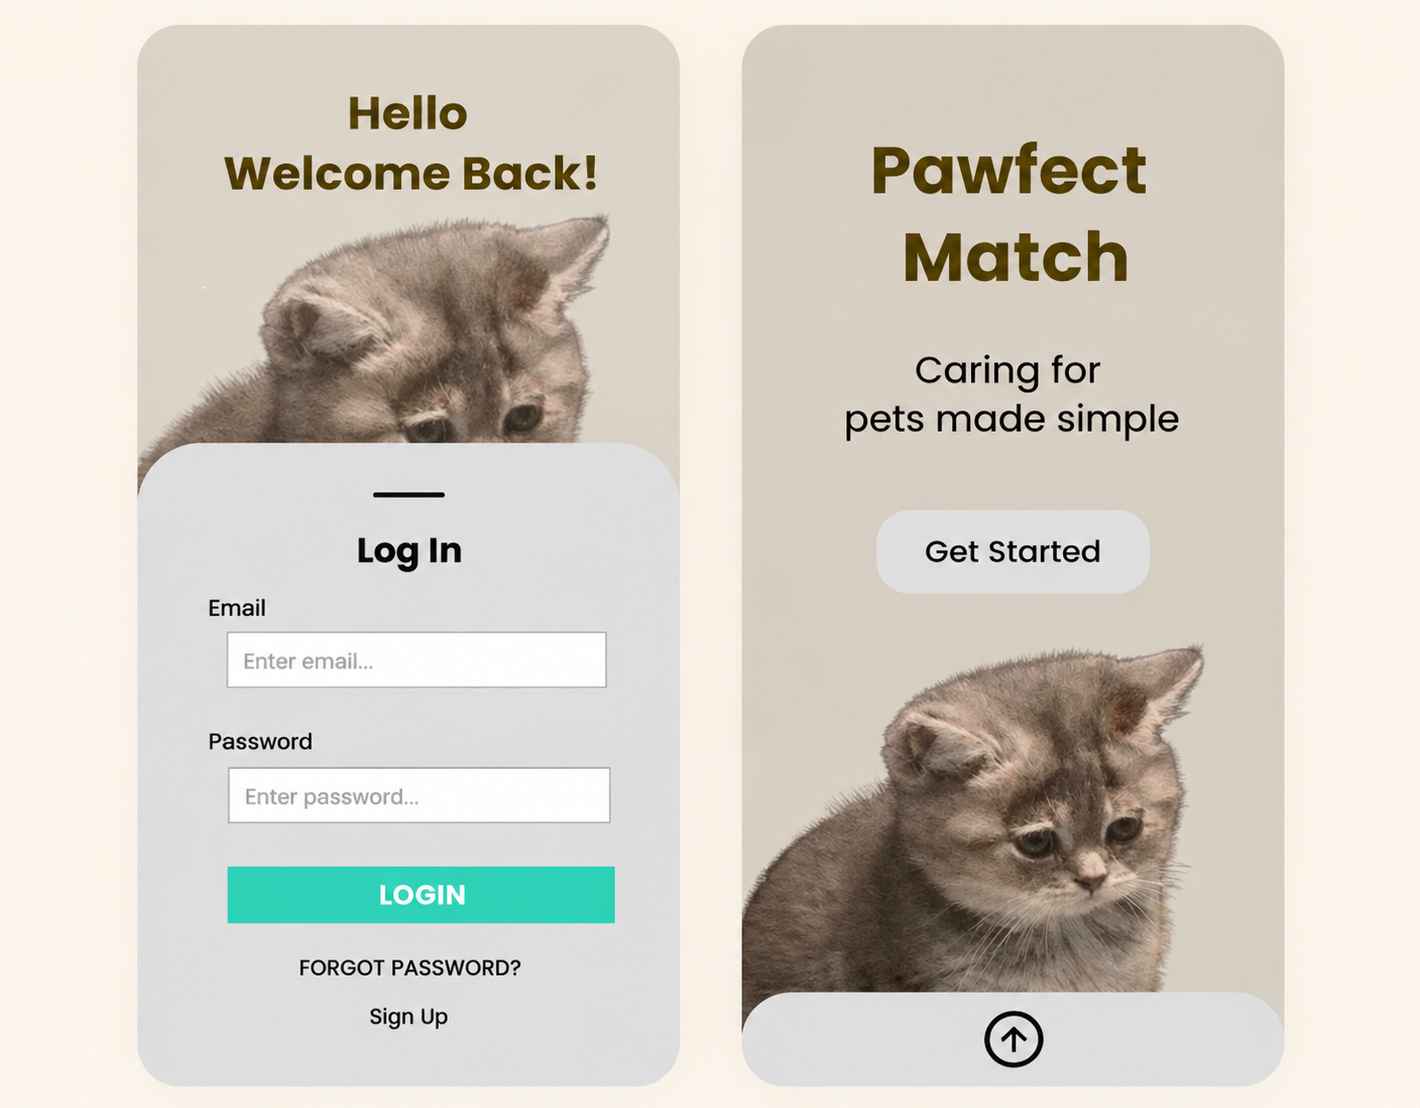 Hello
Welcome Back!
Log In
Email
Enter email...
Password
Enter password...
LOGIN
FORGOT PASSWORD?
Sign Up
Pawfect
Match
Caring for
pets made simple
Get Started